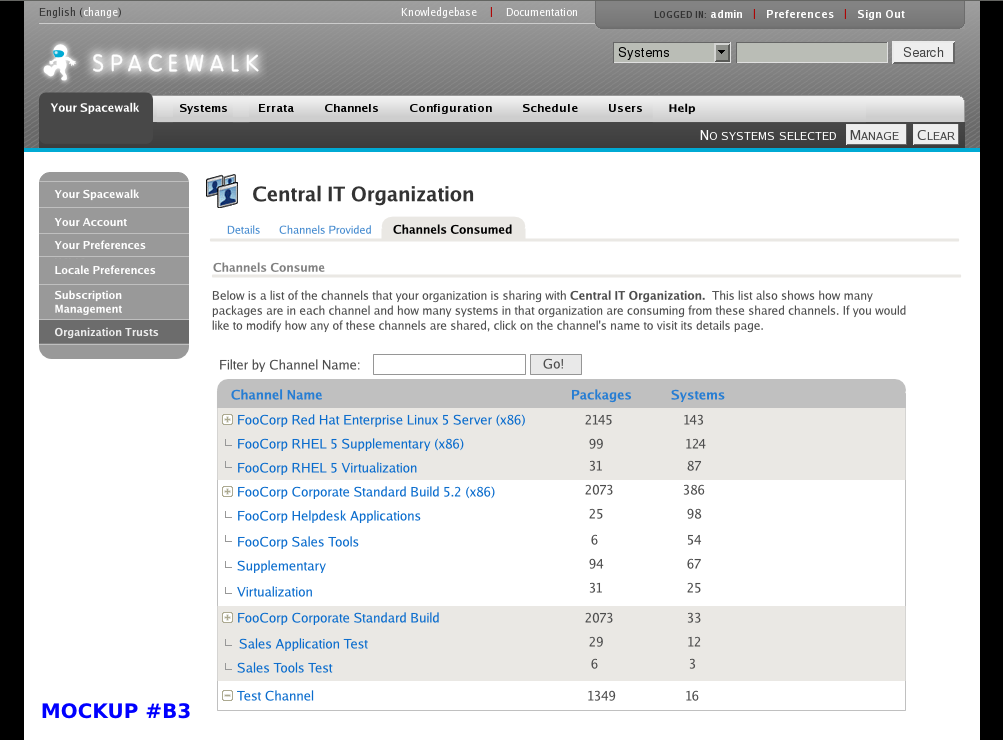 English (change)
Knowledgebase | Documentation
LOGGED IN: admin | Preferences | Sign Out
SPACEWALK
Systems
Search
Your Spacewalk
Systems
Errata
Channels
Configuration
Schedule
Users
Help
NO SYSTEMS SELECTED
MANAGE
CLEAR
Your Spacewalk
Your Account
Your Preferences
Locale Preferences
Subscription
Management
Organization Trusts
Central IT Organization
Details
Channels Provided
Channels Consumed
Channels Consume
Below is a list of the channels that your organization is sharing with Central IT Organization. This list also shows how many
packages are in each channel and how many systems in that organization are consuming from these shared channels. If you would
like to modify how any of these channels are shared, click on the channel's name to visit its details page.
Filter by Channel Name:
Go!
Channel Name Packages Systems
FooCorp Red Hat Enterprise Linux 5 Server (x86) 2145 143
FooCorp RHEL 5 Supplementary (x86) 99 124
FooCorp RHEL 5 Virtualization 31 87
FooCorp Corporate Standard Build 5.2 (x86) 2073 386
FooCorp Helpdesk Applications 25 98
FooCorp Sales Tools 6 54
Supplementary 94 67
Virtualization 31 25
FooCorp Corporate Standard Build 2073 33
Sales Application Test 29 12
Sales Tools Test 6 3
Test Channel 1349 16
MOCKUP #B3